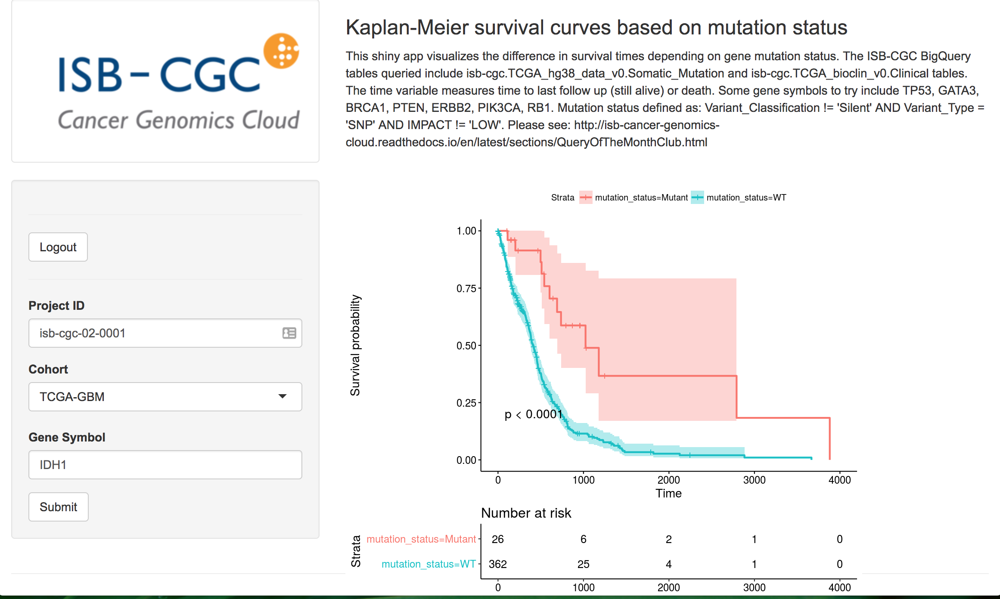 ISB-CGC
Cancer Genomics Cloud
Logout
Project ID
isb-cgc-02-0001
Cohort
TCGA-GBM
Gene Symbol
IDH1
Submit
Kaplan-Meier survival curves based on mutation status
This shiny app visualizes the difference in survival times depending on gene mutation status. The ISB-CGC BigQuery
tables queried include isb-cgc.TCGA_hg38_data_v0.Somatic_Mutation and isb-cgc.TCGA_bioclin_v0.Clinical tables.
The time variable measures time to last follow up (still alive) or death. Some gene symbols to try include TP53, GATA3,
BRCA1, PTEN, ERBB2, PIK3CA, RB1. Mutation status defined as: Variant_Classification != 'Silent' AND Variant_Type =
'SNP' AND IMPACT != 'LOW'. Please see: http://isb-cancer-genomics-
cloud.readthedocs.io/en/latest/sections/QueryOfTheMonthClub.html
Strata mutation_status=Mutant mutation_status=WT
Survival probability
1.00
0.75
0.50
0.25
0.00
p < 0.0001
0 1000 2000 3000 4000
Time
Number at risk
Strata
mutation_status=Mutant 26 6 2 1 0
mutation_status=WT 362 25 4 1 0
0 1000 2000 3000 4000